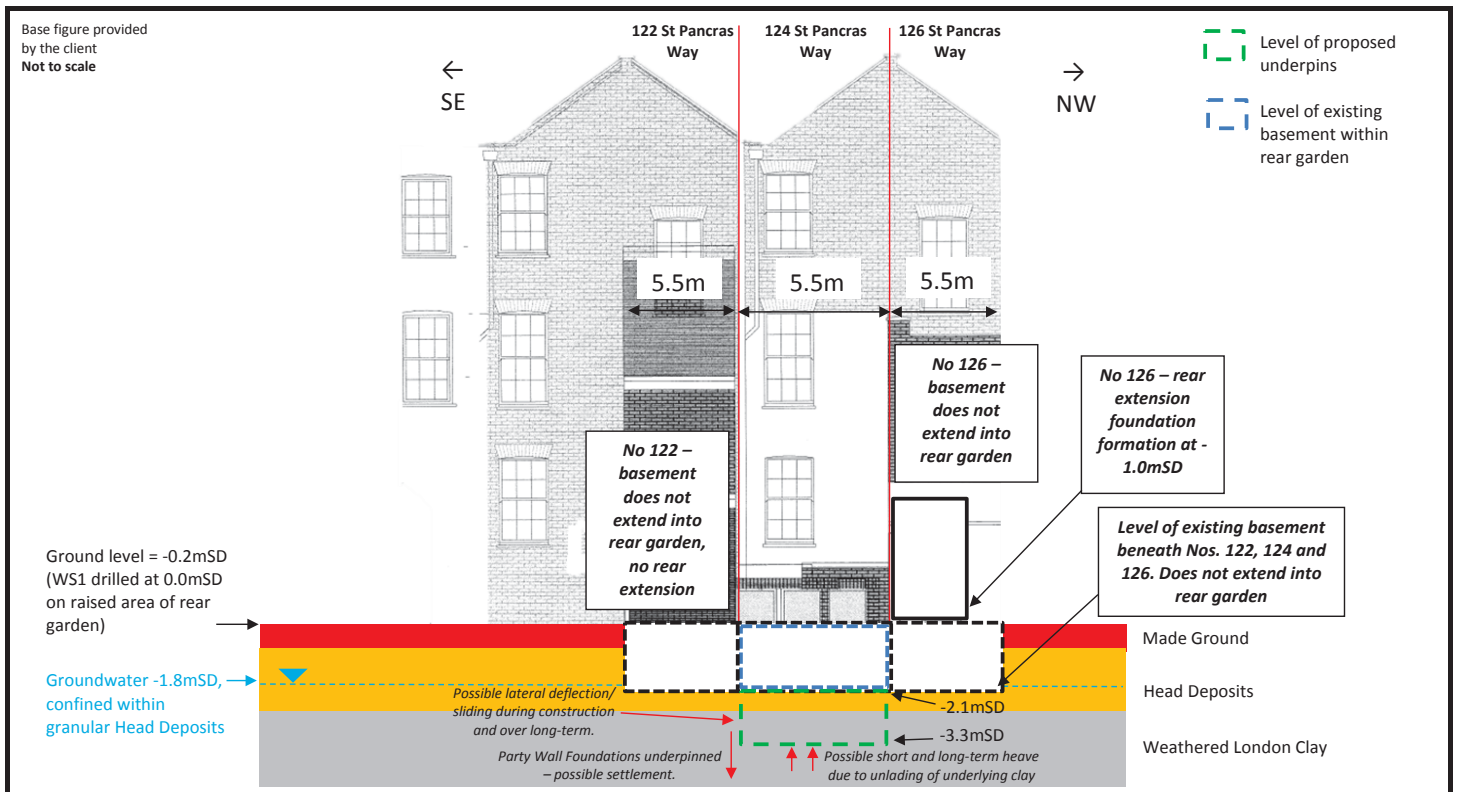 Base figure provided
by the client
Not to scale
122 St Pancras
Way
124 St Pancras
Way
126 St Pancras
Way
Level of proposed
underpins
Level of existing
basement within
rear garden
←
SE
→
NW
5.5m
5.5m
5.5m
No 122 –
basement
does not
extend into
rear garden,
no rear
extension
No 126 –
basement
does not
extend into
rear garden
No 126 – rear
extension
foundation
formation at -
1.0mSD
Level of existing basement
beneath Nos. 122, 124 and
126. Does not extend into
rear garden
Ground level = -0.2mSD
(WS1 drilled at 0.0mSD
on raised area of rear
garden)
Groundwater -1.8mSD,
confined within
granular Head Deposits
Made Ground
Head Deposits
Weathered London Clay
Possible lateral deflection/
sliding during construction
and over long-term.
-2.1mSD
-3.3mSD
Party Wall Foundations underpinned
– possible settlement.
Possible short and long-term heave
due to unlading of underlying clay